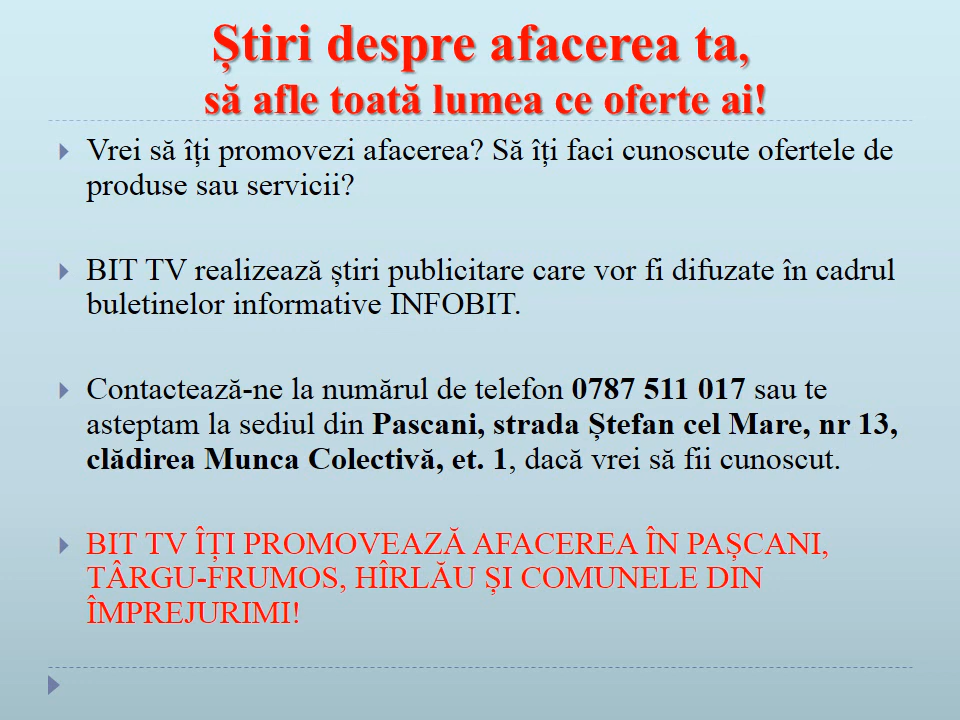 Știri despre afacerea ta,
să afle toată lumea ce oferte ai!
Vrei să îți promovezi afacerea? Să îți faci cunoscute ofertele de
produse sau servicii?
BIT TV realizează știri publicitare care vor fi difuzate în cadrul
buletinelor informative INFOBIT.
Contactează-ne la numărul de telefon 0787 511 017 sau te
asteptam la sediul din Pascani, strada Ștefan cel Mare, nr 13,
clădirea Munca Colectivă, et. 1, dacă vrei să fii cunoscut.
BIT TV ÎȚI PROMOVEAZĂ AFACEREA ÎN PAȘCANI,
TÂRGU-FRUMOS, HÎRLĂU ȘI COMUNELE DIN
ÎMPREJURIMI!